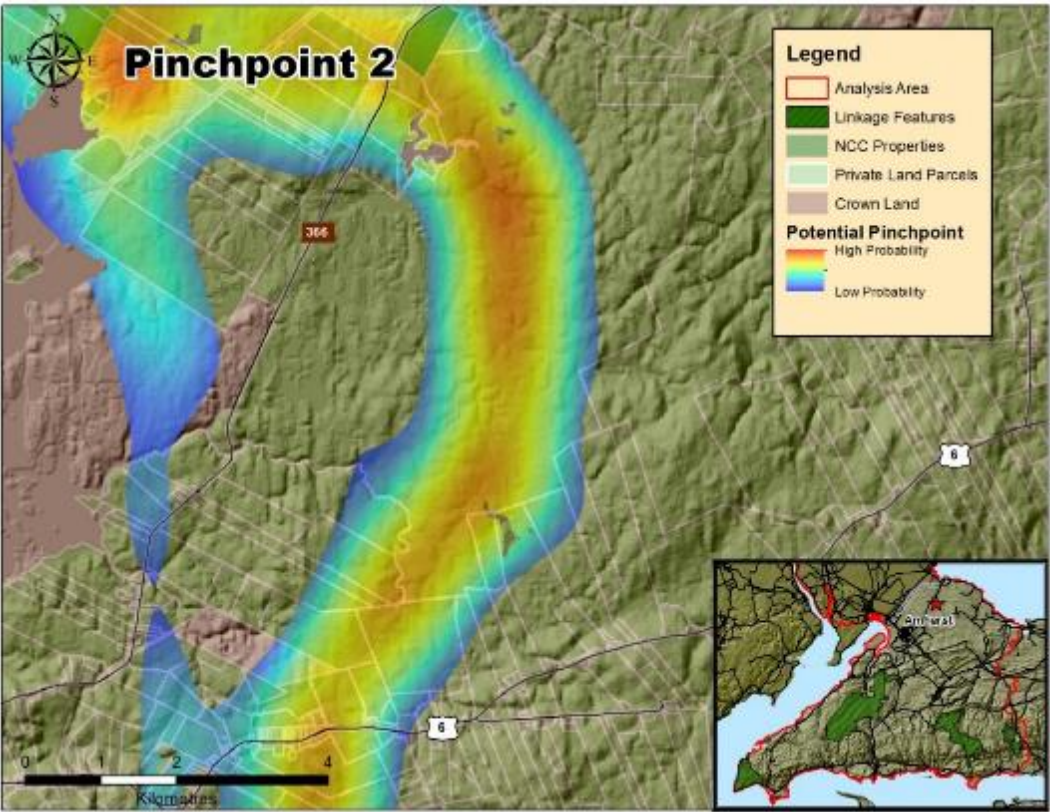 N
W E
S
Pinchpoint 2
366
6
6
0 1 2 4
Kilometres
Legend
Analysis Area
Linkage Features
NCC Properties
Private Land Parcels
Crown Land
Potential Pinchpoint
High Probability
Low Probability
Amherst